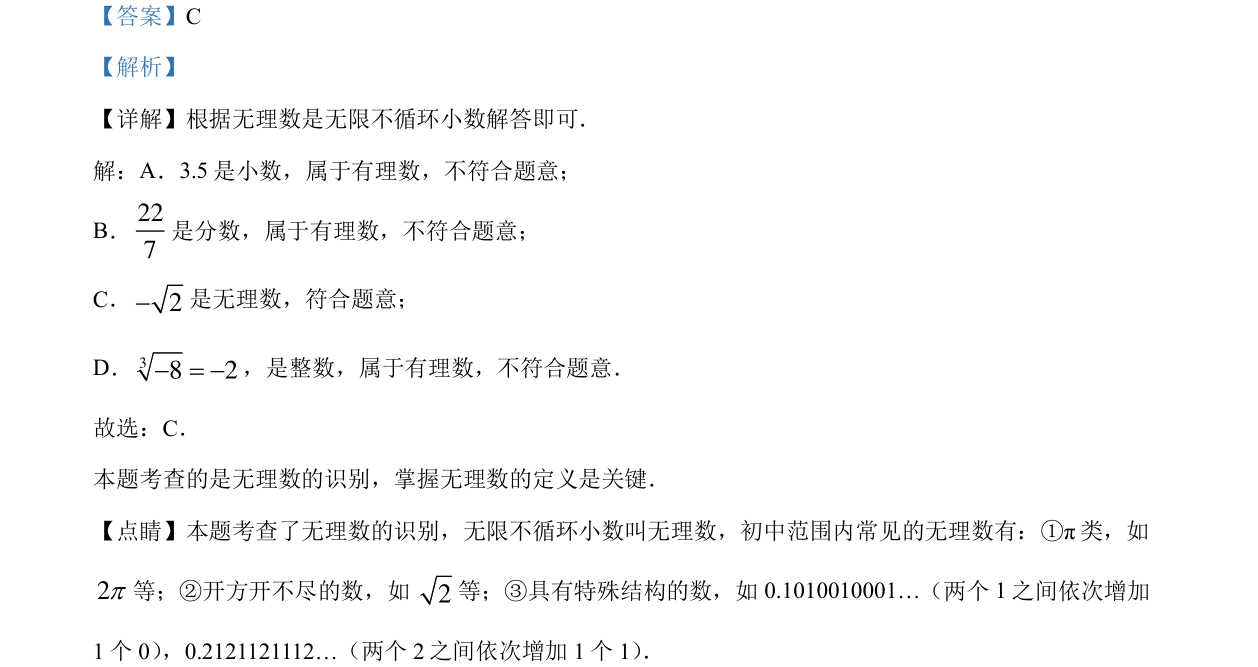 【答案】C
【解析】
【详解】根据无理数是无限不循环小数解答即可．
解：A．3.5 是小数，属于有理数，不符合题意；
B．$\frac{22}{7}$ 是分数，属于有理数，不符合题意；
C．$-\sqrt{2}$ 是无理数，符合题意；
D．$\sqrt[3]{-8}=-2$，是整数，属于有理数，不符合题意．
故选：C．
本题考查的是无理数的识别，掌握无理数的定义是关键．
【点睛】本题考查了无理数的识别，无限不循环小数叫无理数，初中范围内常见的无理数有：①π 类，如
$2\pi$ 等；②开方开不尽的数，如 $\sqrt{2}$ 等；③具有特殊结构的数，如 0.1010010001…（两个 1 之间依次增加
1 个 0），0.2121121112…（两个 2 之间依次增加 1 个 1）．